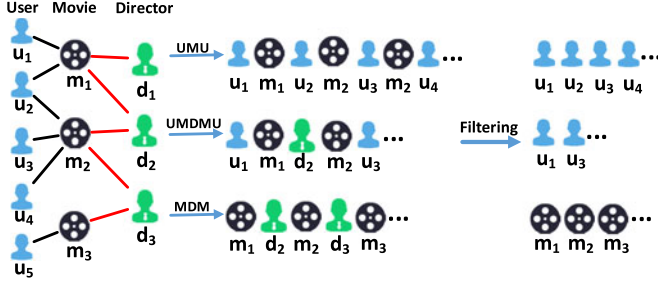 User Movie Director
u1
u2
u3
u4
u5
m1
m2
m3
d1
d2
d3
UMU
u1 m1 u2 m2 u3 m2 u4 ...
UMDMU
u1 m1 d2 m2 u3 ...
MDM
m1 d2 m2 d3 m3 ...
Filtering
u1 u2 u3 u4 ...
u1 u3 ...
m1 m2 m3 ...